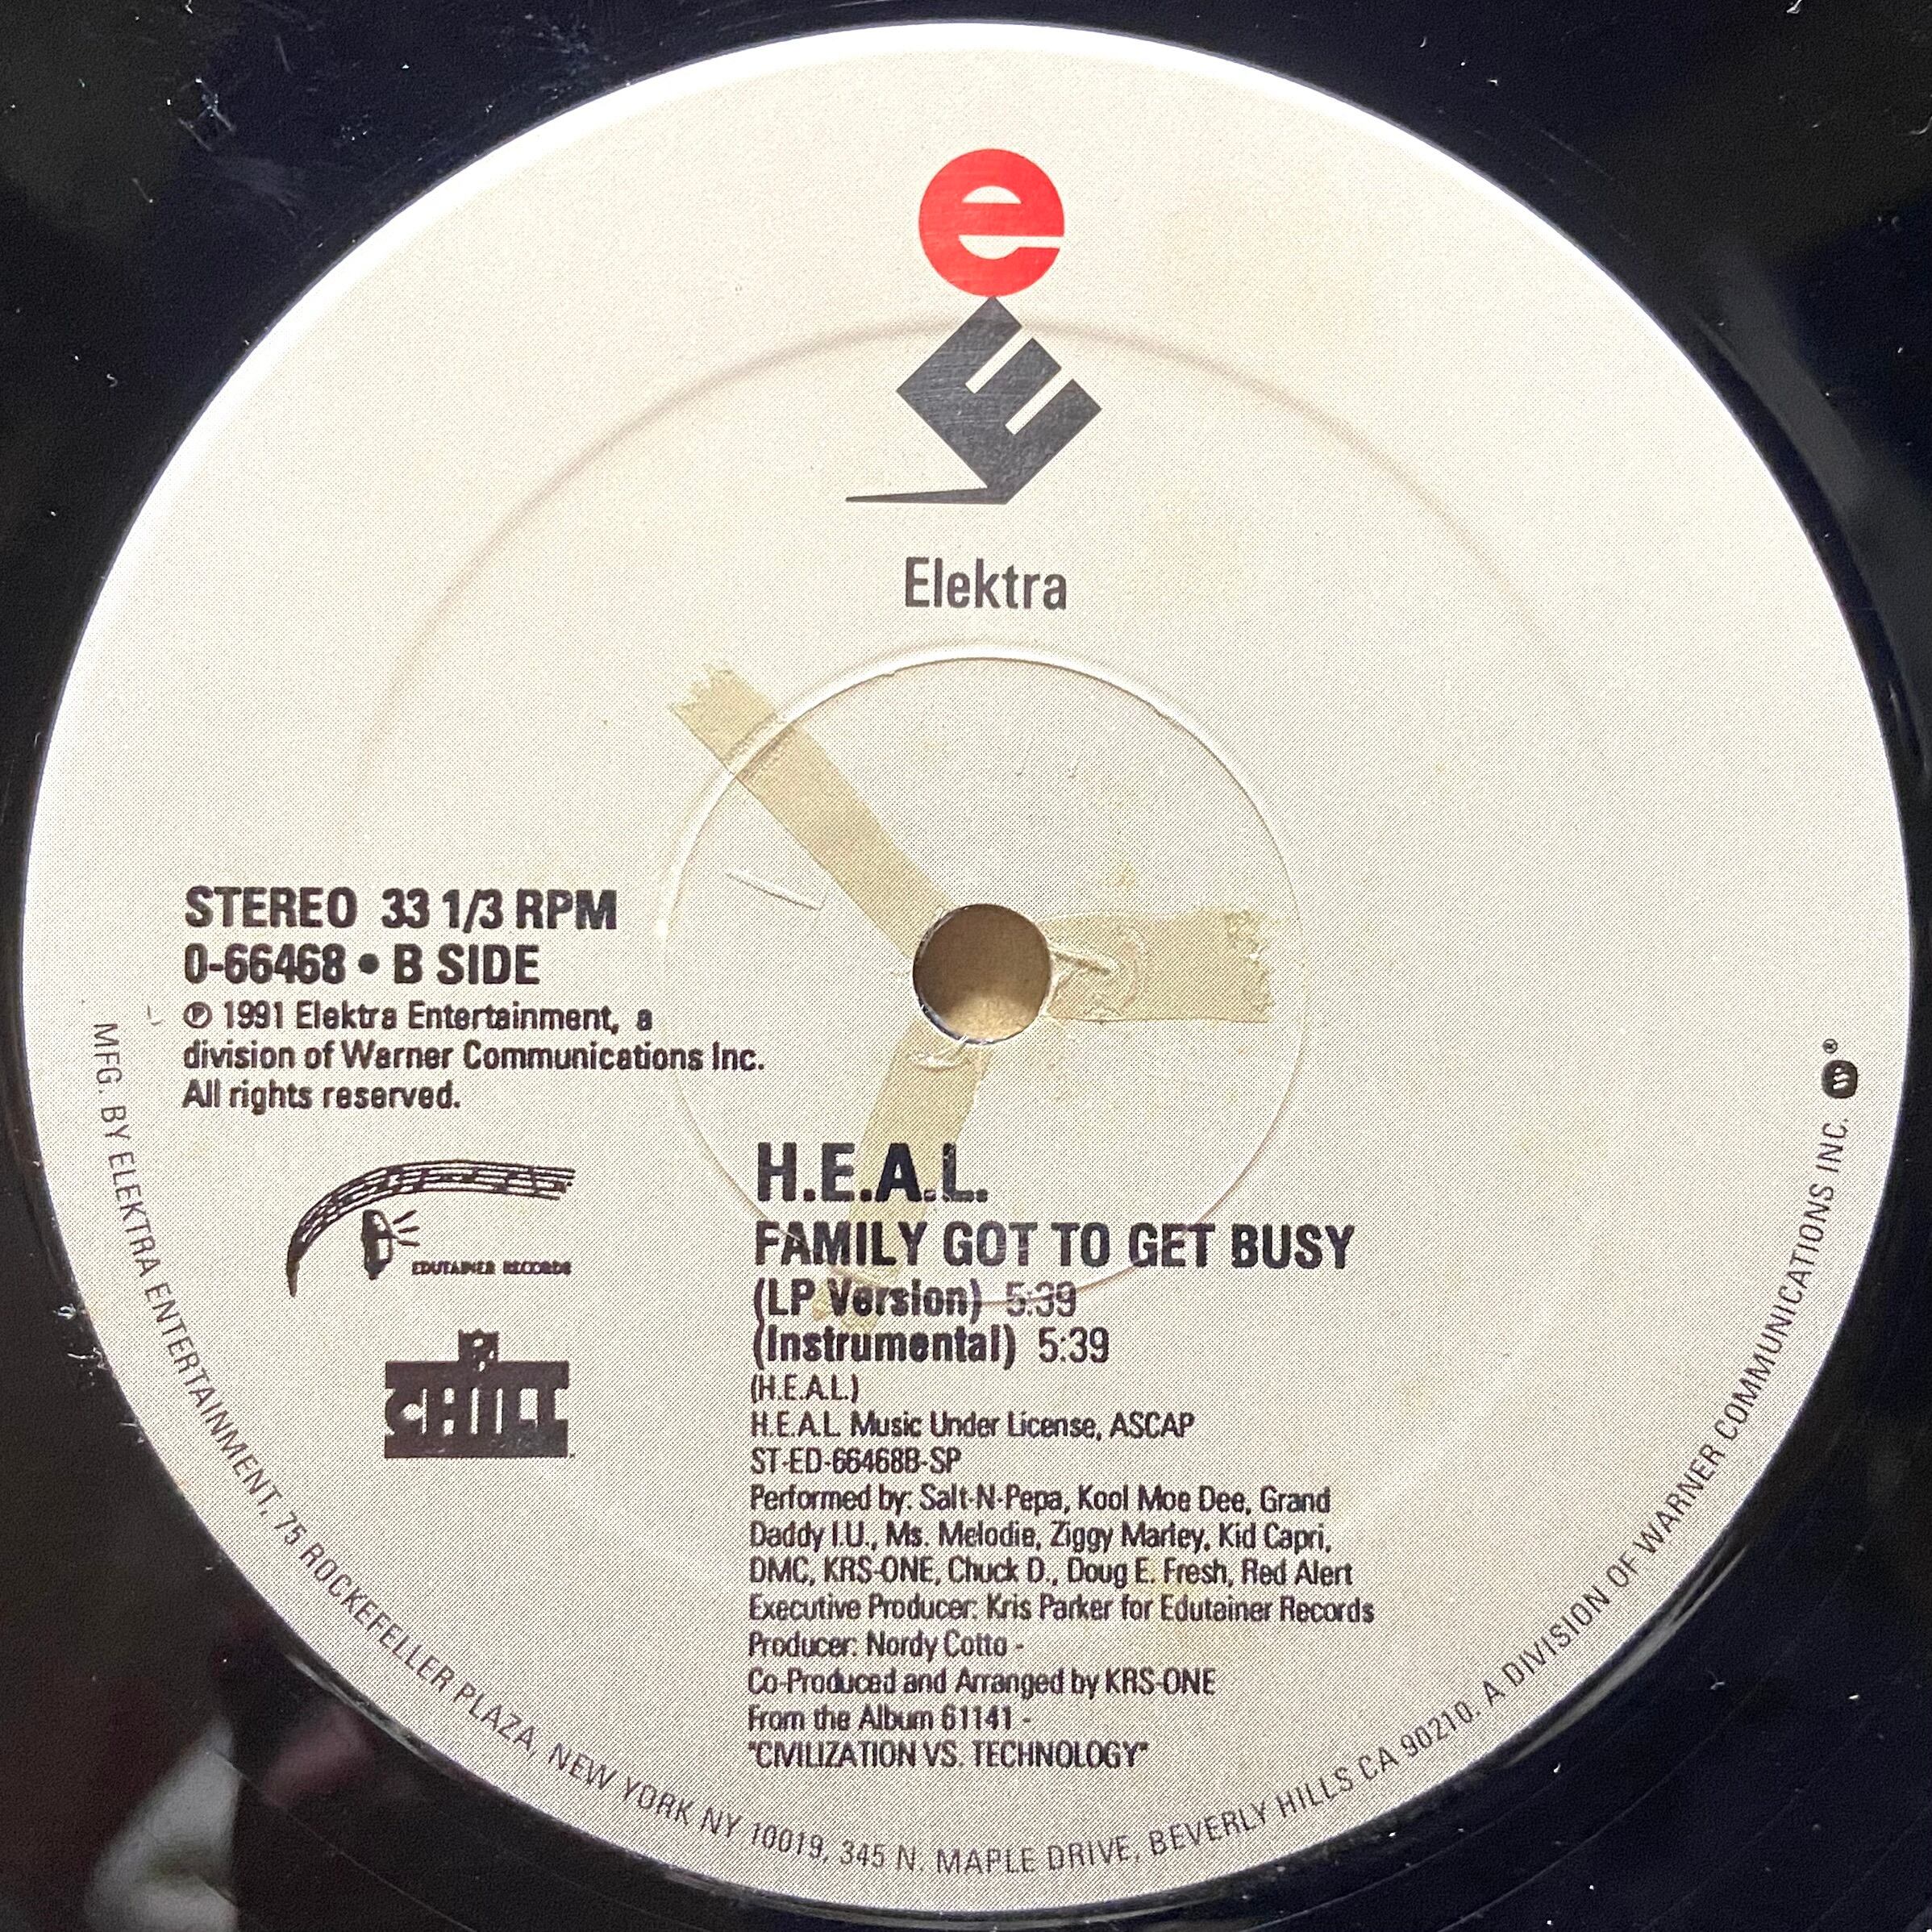 e
E
Elektra
STEREO 33 1/3 RPM
0-66468 • B SIDE
℗ 1991 Elektra Entertainment, a
division of Warner Communications Inc.
All rights reserved.
EDUTAINER RECORDS
CHILL
H.E.A.L.
FAMILY GOT TO GET BUSY
(LP Version) 5:39
(Instrumental) 5:39
(H.E.A.L.)
H.E.A.L. Music Under License, ASCAP
ST-ED-66468B-SP
Performed by: Salt-N-Pepa, Kool Moe Dee, Grand
Daddy I.U., Ms. Melodie, Ziggy Marley, Kid Capri,
DMC, KRS-ONE, Chuck D., Doug E. Fresh, Red Alert
Executive Producer: Kris Parker for Edutainer Records
Producer: Nordy Cotto -
Co-Produced and Arranged by KRS-ONE
From the Album 61141 -
"CIVILIZATION VS. TECHNOLOGY"
MFG. BY ELEKTRA ENTERTAINMENT, 75 ROCKEFELLER PLAZA, NEW YORK NY 10019, 345 N. MAPLE DRIVE, BEVERLY HILLS CA 90210. A DIVISION OF WARNER COMMUNICATIONS INC. ®